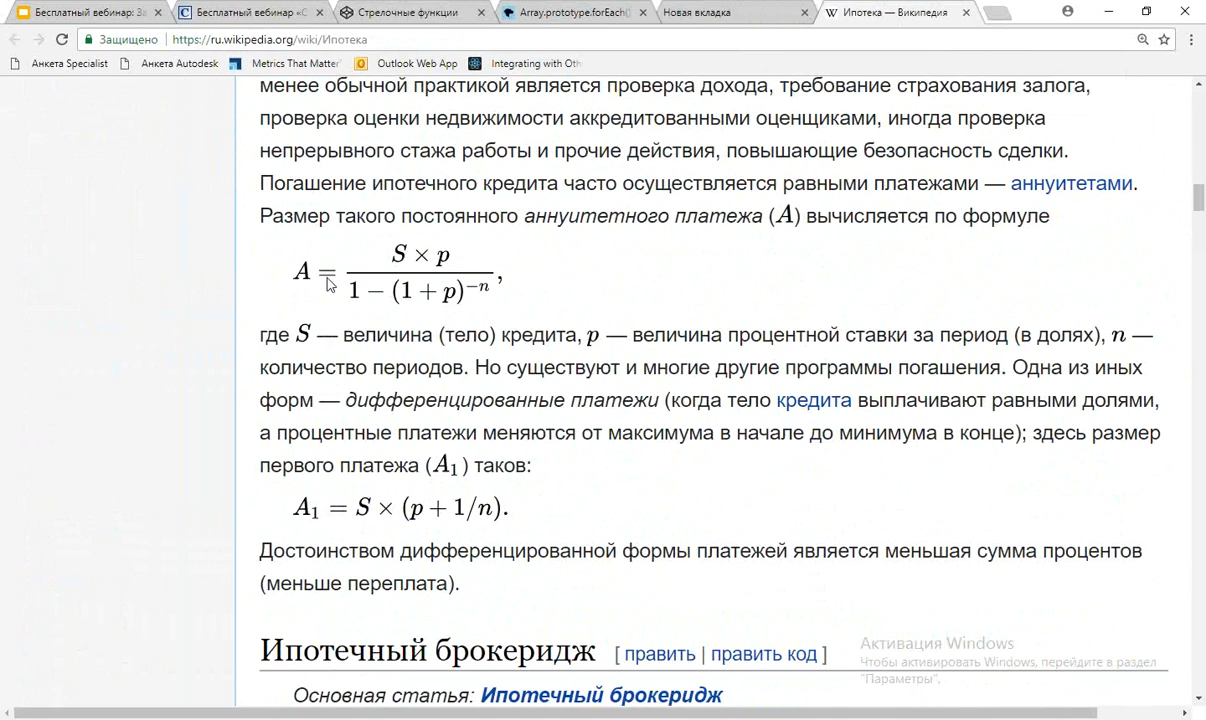 Бесплатный вебинар: За
Бесплатный вебинар «С
Стрелочные функции
Array.prototype.forEach()
Новая вкладка
Ипотека — Википедия
Защищено
https://ru.wikipedia.org/wiki/Ипотека
Анкета Specialist
Анкета Autodesk
Metrics That Matter
Outlook Web App
Integrating with Oth
менее обычной практикой является проверка дохода, требование страхования залога,
проверка оценки недвижимости аккредитованными оценщиками, иногда проверка
непрерывного стажа работы и прочие действия, повышающие безопасность сделки.
Погашение ипотечного кредита часто осуществляется равными платежами — аннуитетами.
Размер такого постоянного аннуитетного платежа (A) вычисляется по формуле
S × p
A = ,
1 − (1 + p)⁻ⁿ
где S — величина (тело) кредита, p — величина процентной ставки за период (в долях), n —
количество периодов. Но существуют и многие другие программы погашения. Одна из иных
форм — дифференцированные платежи (когда тело кредита выплачивают равными долями,
а процентные платежи меняются от максимума в начале до минимума в конце); здесь размер
первого платежа (A₁) таков:
A₁ = S × (p + 1/n).
Достоинством дифференцированной формы платежей является меньшая сумма процентов
(меньше переплата).
Ипотечный брокеридж [ править | править код ]
Основная статья: Ипотечный брокеридж
Активация Windows
Чтобы активировать Windows, перейдите в раздел
"Параметры".